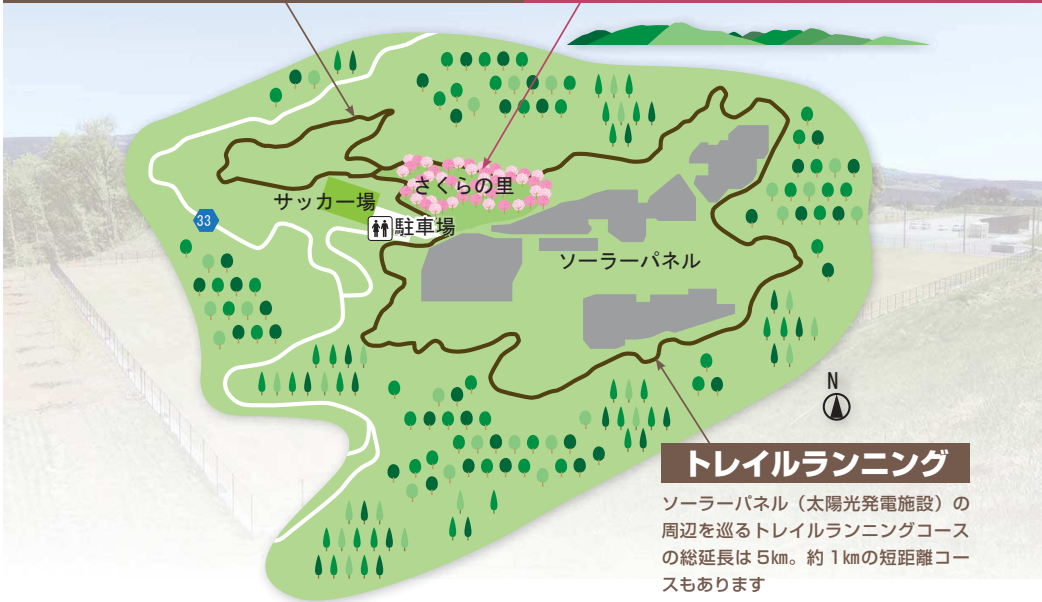 さくらの里
サッカー場
33
駐車場
ソーラーパネル
N
トレイルランニング
ソーラーパネル（太陽光発電施設）の
周辺を巡るトレイルランニングコース
の総延長は5㎞。約1㎞の短距離コー
スもあります